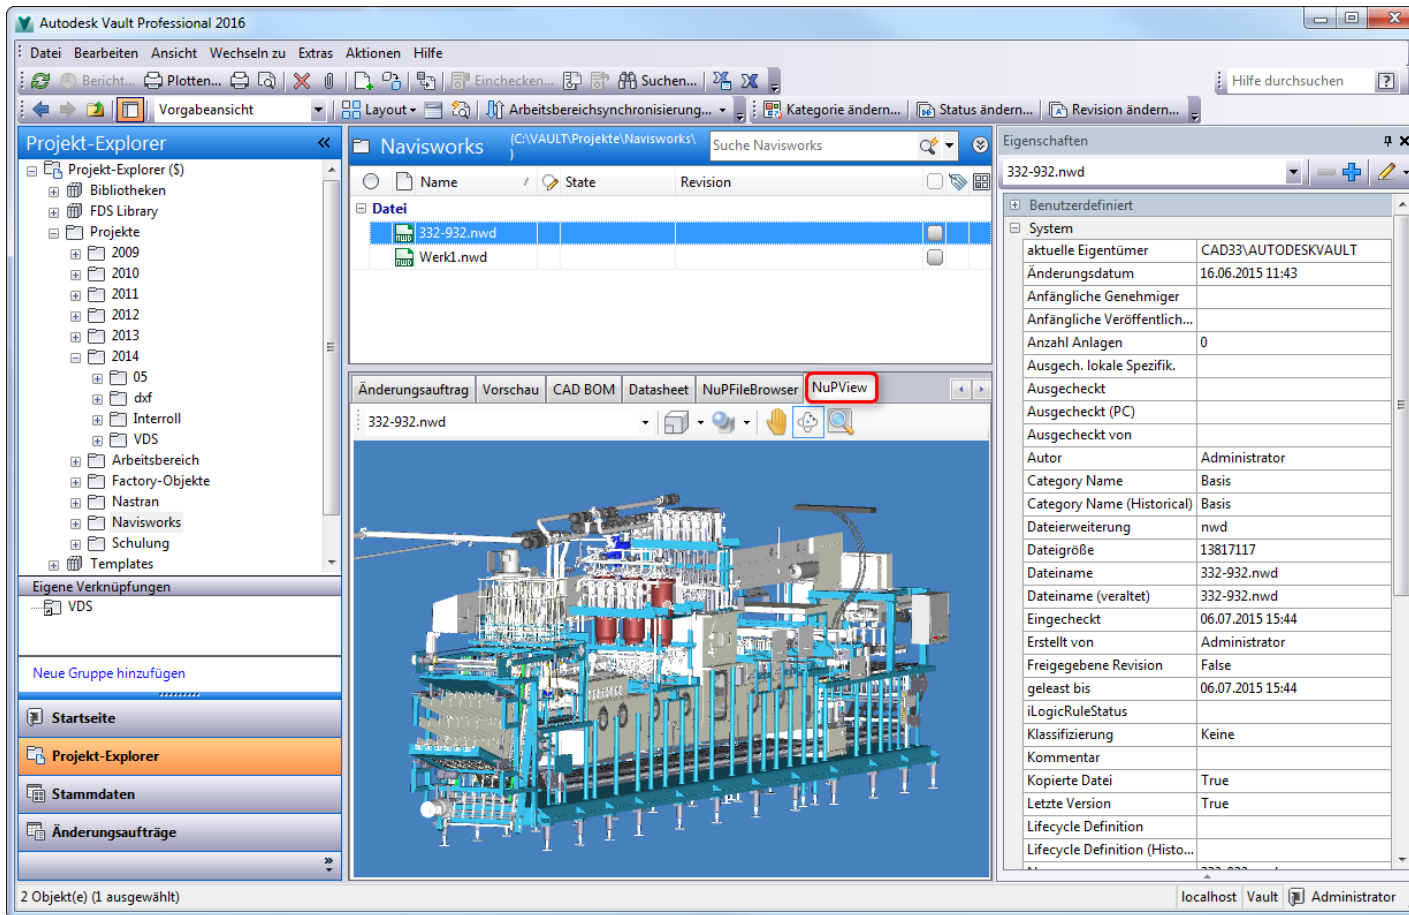 Autodesk Vault Professional 2016
Datei Bearbeiten Ansicht Wechseln zu Extras Aktionen Hilfe
Bericht... Plotten... Einchecken... Suchen... Hilfe durchsuchen
Vorgabeansicht Layout Arbeitsbereichsynchronisierung... Kategorie ändern... Status ändern... Revision ändern...
Projekt-Explorer
Projekt-Explorer ($)
Bibliotheken
FDS Library
Projekte
2009
2010
2011
2012
2013
2014
05
dxf
Interroll
VDS
Arbeitsbereich
Factory-Objekte
Nastran
Navisworks
Schulung
Templates
Eigene Verknüpfungen
VDS
Neue Gruppe hinzufügen
Startseite
Projekt-Explorer
Stammdaten
Änderungsaufträge
Navisworks (C:\VAULT\Projekte\Navisworks\
)
Suche Navisworks
Name State Revision
Datei
332-932.nwd
Werk1.nwd
Änderungsauftrag Vorschau CAD BOM Datasheet NuPFileBrowser NuPView
332-932.nwd
Eigenschaften
332-932.nwd
Benutzerdefiniert
System
aktuelle Eigentümer CAD33\AUTODESKVAULT
Änderungsdatum 16.06.2015 11:43
Anfängliche Genehmiger
Anfängliche Veröffentlich...
Anzahl Anlagen 0
Ausgech. lokale Spezifik.
Ausgecheckt
Ausgecheckt (PC)
Ausgecheckt von
Autor Administrator
Category Name Basis
Category Name (Historical) Basis
Dateierweiterung nwd
Dateigröße 13817117
Dateiname 332-932.nwd
Dateiname (veraltet) 332-932.nwd
Eingecheckt 06.07.2015 15:44
Erstellt von Administrator
Freigegebene Revision False
geleast bis 06.07.2015 15:44
iLogicRuleStatus
Klassifizierung Keine
Kommentar
Kopierte Datei True
Letzte Version True
Lifecycle Definition
Lifecycle Definition (Histo...
2 Objekt(e) (1 ausgewählt) localhost Vault Administrator